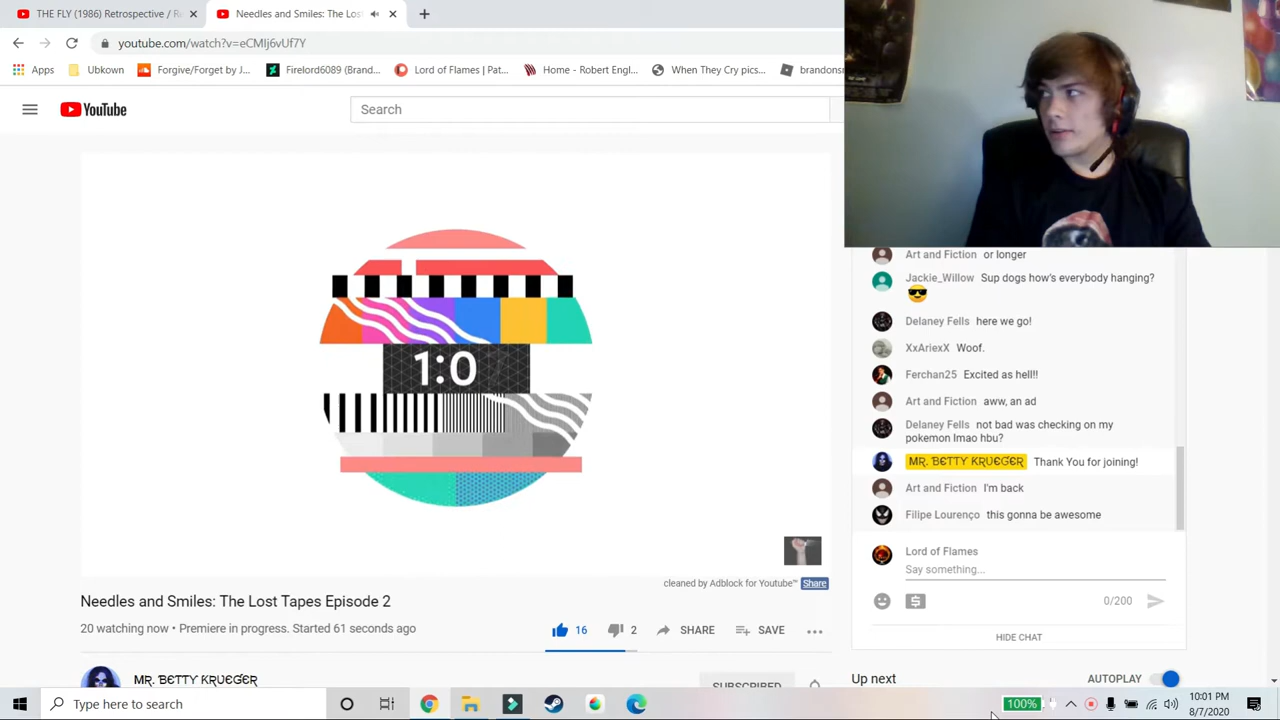 THE FLY (1986) Retrospective / R
Needles and Smiles: The Lost
youtube.com/watch?v=eCMIj6vUf7Y
Apps
Ubkown
Forgive/Forget by J...
Firelord6089 (Brand...
Lord of Flames | Pat...
Home - Robert Engl...
When They Cry pics...
brandons
YouTube
Search
1:0
Art and Fiction or longer
Jackie_Willow Sup dogs how's everybody hanging?
Delaney Fells here we go!
XxAriexX Woof.
Ferchan25 Excited as hell!!
Art and Fiction aww, an ad
Delaney Fells not bad was checking on my
pokemon lmao hbu?
MR. BETTY KRUEGER Thank You for joining!
Art and Fiction I'm back
Filipe Lourenço this gonna be awesome
Lord of Flames
Say something...
0/200
HIDE CHAT
cleaned by Adblock for Youtube™ Share
Needles and Smiles: The Lost Tapes Episode 2
20 watching now • Premiere in progress. Started 61 seconds ago
16
2
SHARE
SAVE
MR. BETTY KRUEGER
SUBSCRIBED
Up next
AUTOPLAY
Type here to search
100%
10:01 PM
8/7/2020